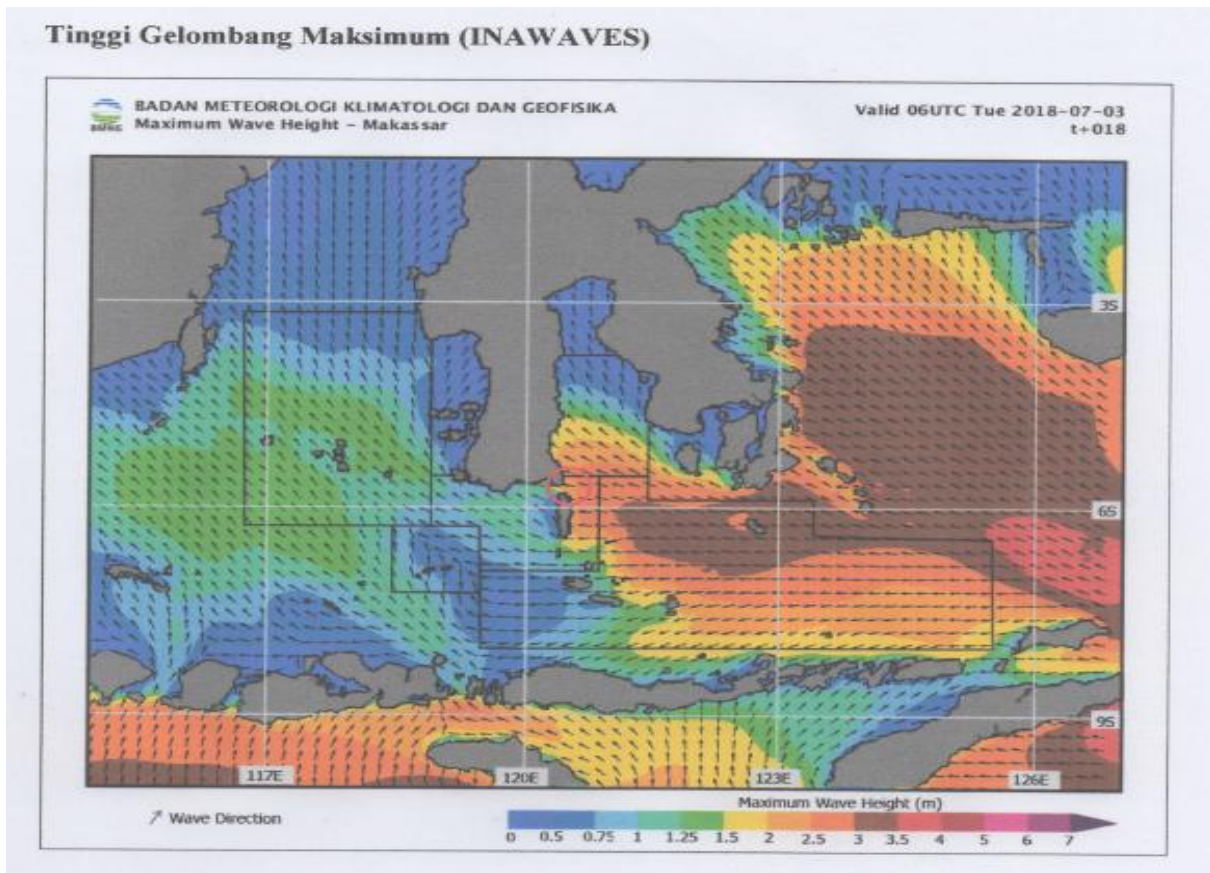 Tinggi Gelombang Maksimum (INAWAVES)
BADAN METEOROLOGI KLIMATOLOGI DAN GEOFISIKA
Maximum Wave Height - Makassar
Valid 06UTC Tue 2018-07-03
t+018
BMKG
3S
6S
9S
117E 120E 123E 126E
Wave Direction
Maximum Wave Height (m)
0 0.5 0.75 1 1.25 1.5 2 2.5 3 3.5 4 5 6 7